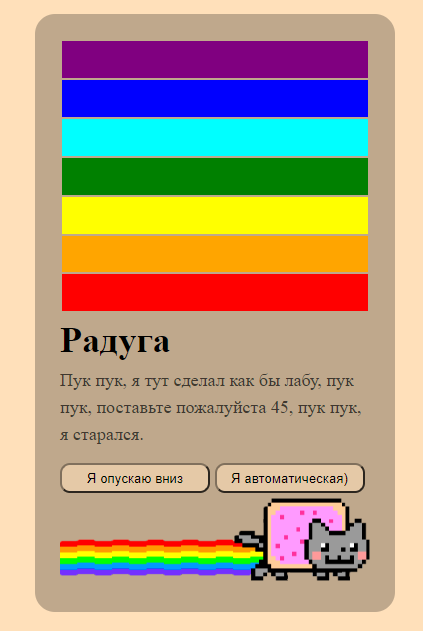 Радуга
Пук пук, я тут сделал как бы лабу, пук
пук, поставьте пожалуйста 45, пук пук,
я старался.
Я опускаю вниз
Я автоматическая)